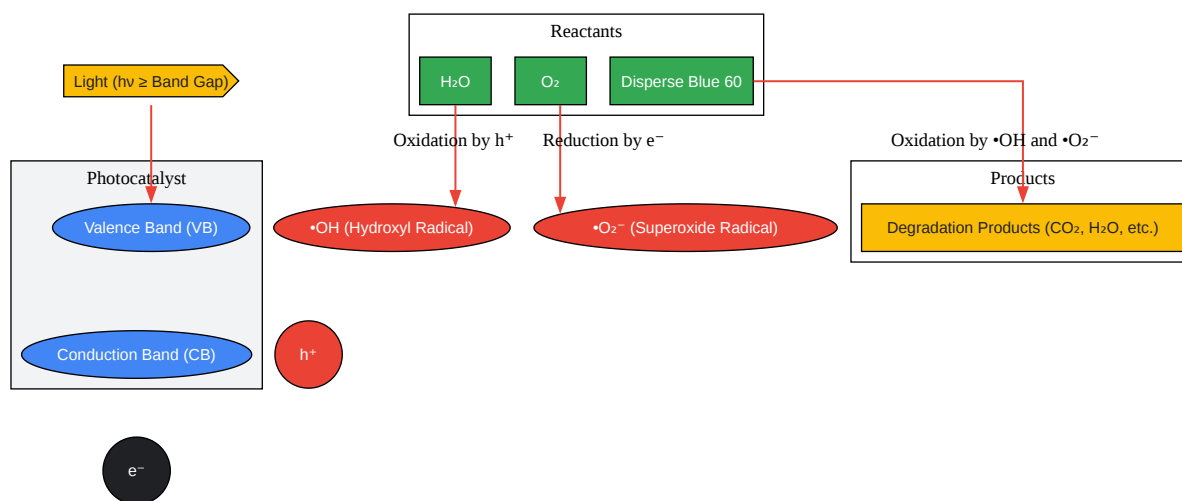 Reactants
H₂O
O₂
Disperse Blue 60
Light (hν ≥ Band Gap)
Oxidation by h⁺
Reduction by e⁻
Oxidation by •OH and •O₂⁻
Photocatalyst
Products
Valence Band (VB)
•OH (Hydroxyl Radical)
•O₂⁻ (Superoxide Radical)
Degradation Products (CO₂, H₂O, etc.)
Conduction Band (CB)
h⁺
e⁻